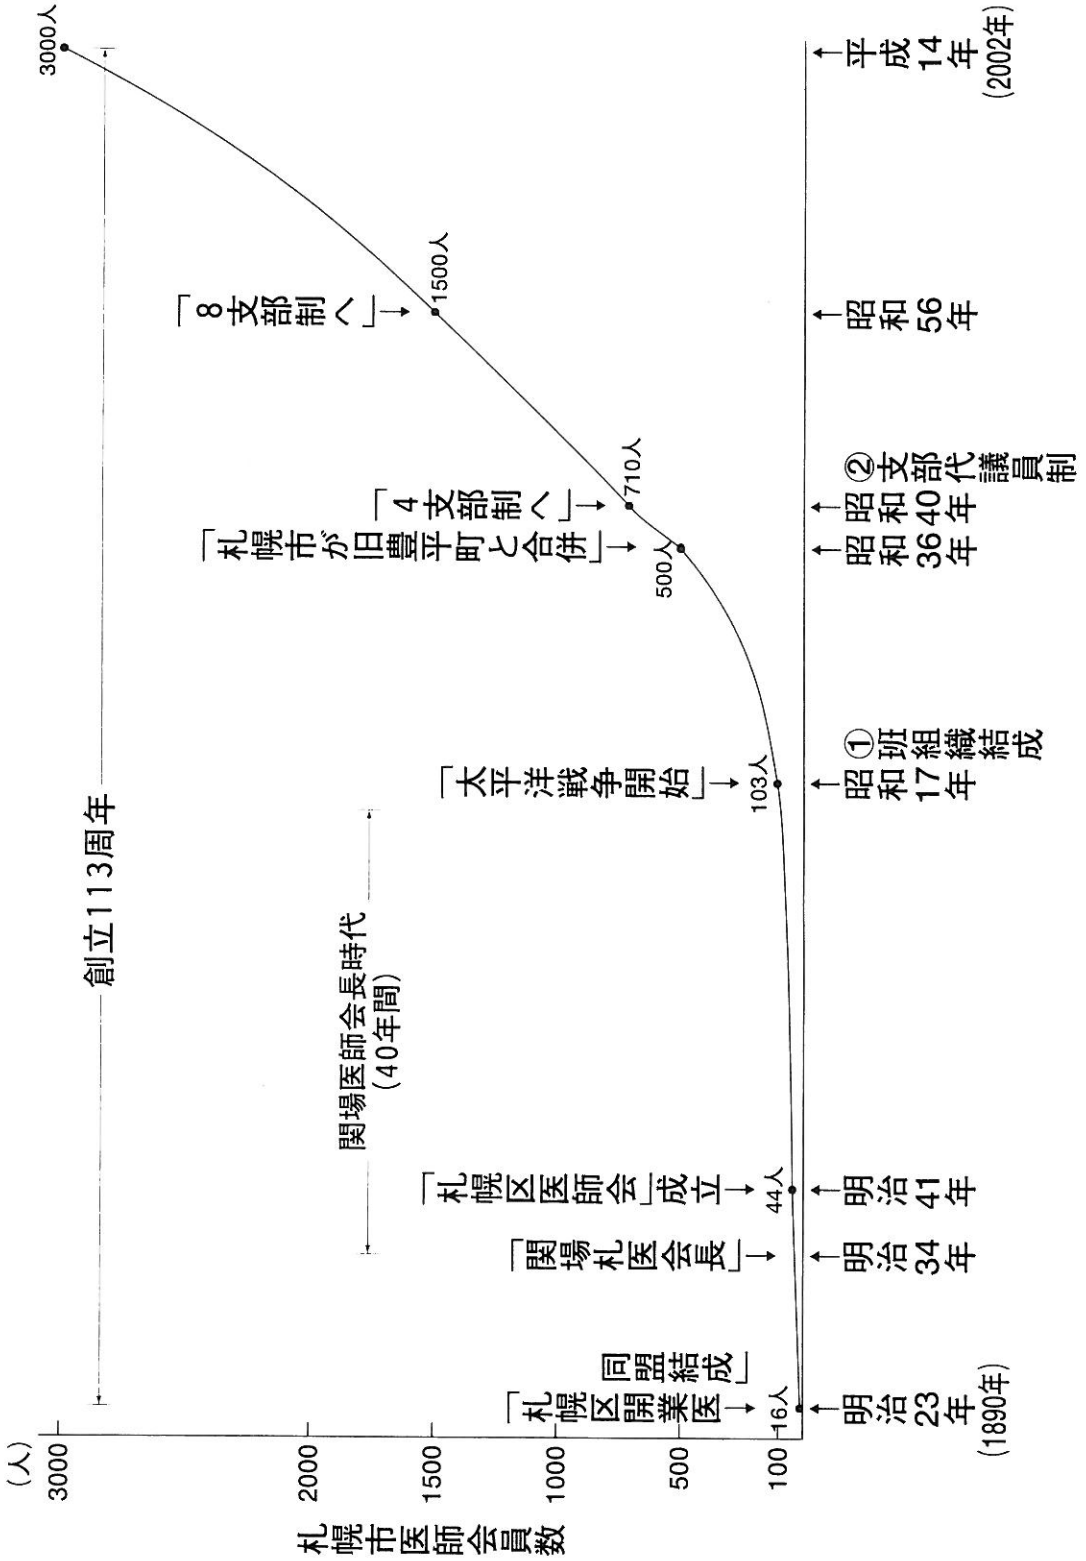 (人)
3000
2000
1500
1000
500
100
札幌市医師会員数
創立113周年
関場医師会長時代
(40年間)
「札幌区開業医
同盟結成」
16人
「関場札医会長」
「札幌区医師会」成立
44人
「太平洋戦争開始」
103人
「札幌市が旧豊平町と合併」
500人
「4支部制へ」
710人
「8支部制へ」
1500人
3000人
明治23年
(1890年)
明治34年
明治41年
昭和17年
①班組織結成
昭和36年
昭和40年
②支部代議員制
昭和56年
平成14年
(2002年)